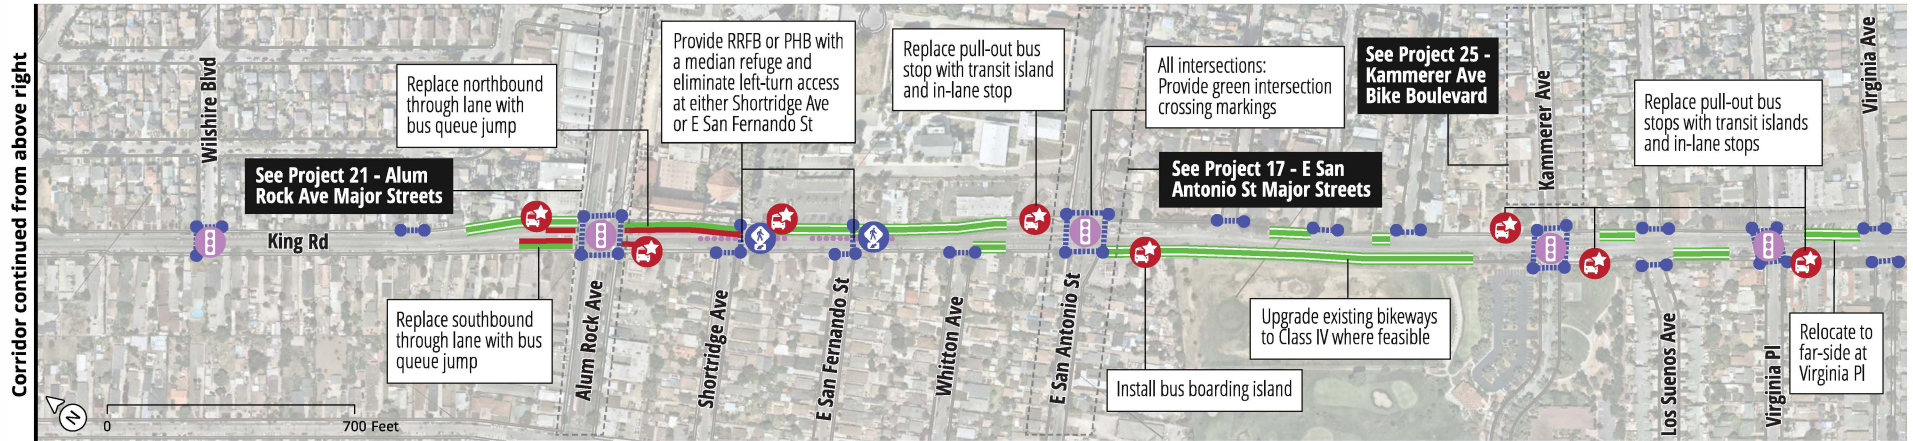 Corridor continued from above right
Wilshire Blvd
King Rd
See Project 21 - Alum
Rock Ave Major Streets
Replace northbound
through lane with
bus queue jump
Replace southbound
through lane with bus
queue jump
Alum Rock Ave
Provide RRFB or PHB with
a median refuge and
eliminate left-turn access
at either Shortridge Ave
or E San Fernando St
Shortridge Ave
E San Fernando St
Replace pull-out bus
stop with transit island
and in-lane stop
Whitton Ave
E San Antonio St
All intersections:
Provide green intersection
crossing markings
See Project 17 - E San
Antonio St Major Streets
Install bus boarding island
Upgrade existing bikeways
to Class IV where feasible
See Project 25 -
Kammerer Ave
Bike Boulevard
Kammerer Ave
Replace pull-out bus
stops with transit islands
and in-lane stops
Los Suenos Ave
Virginia Pl
Virginia Ave
Relocate to
far-side at
Virginia Pl
N
0
700 Feet